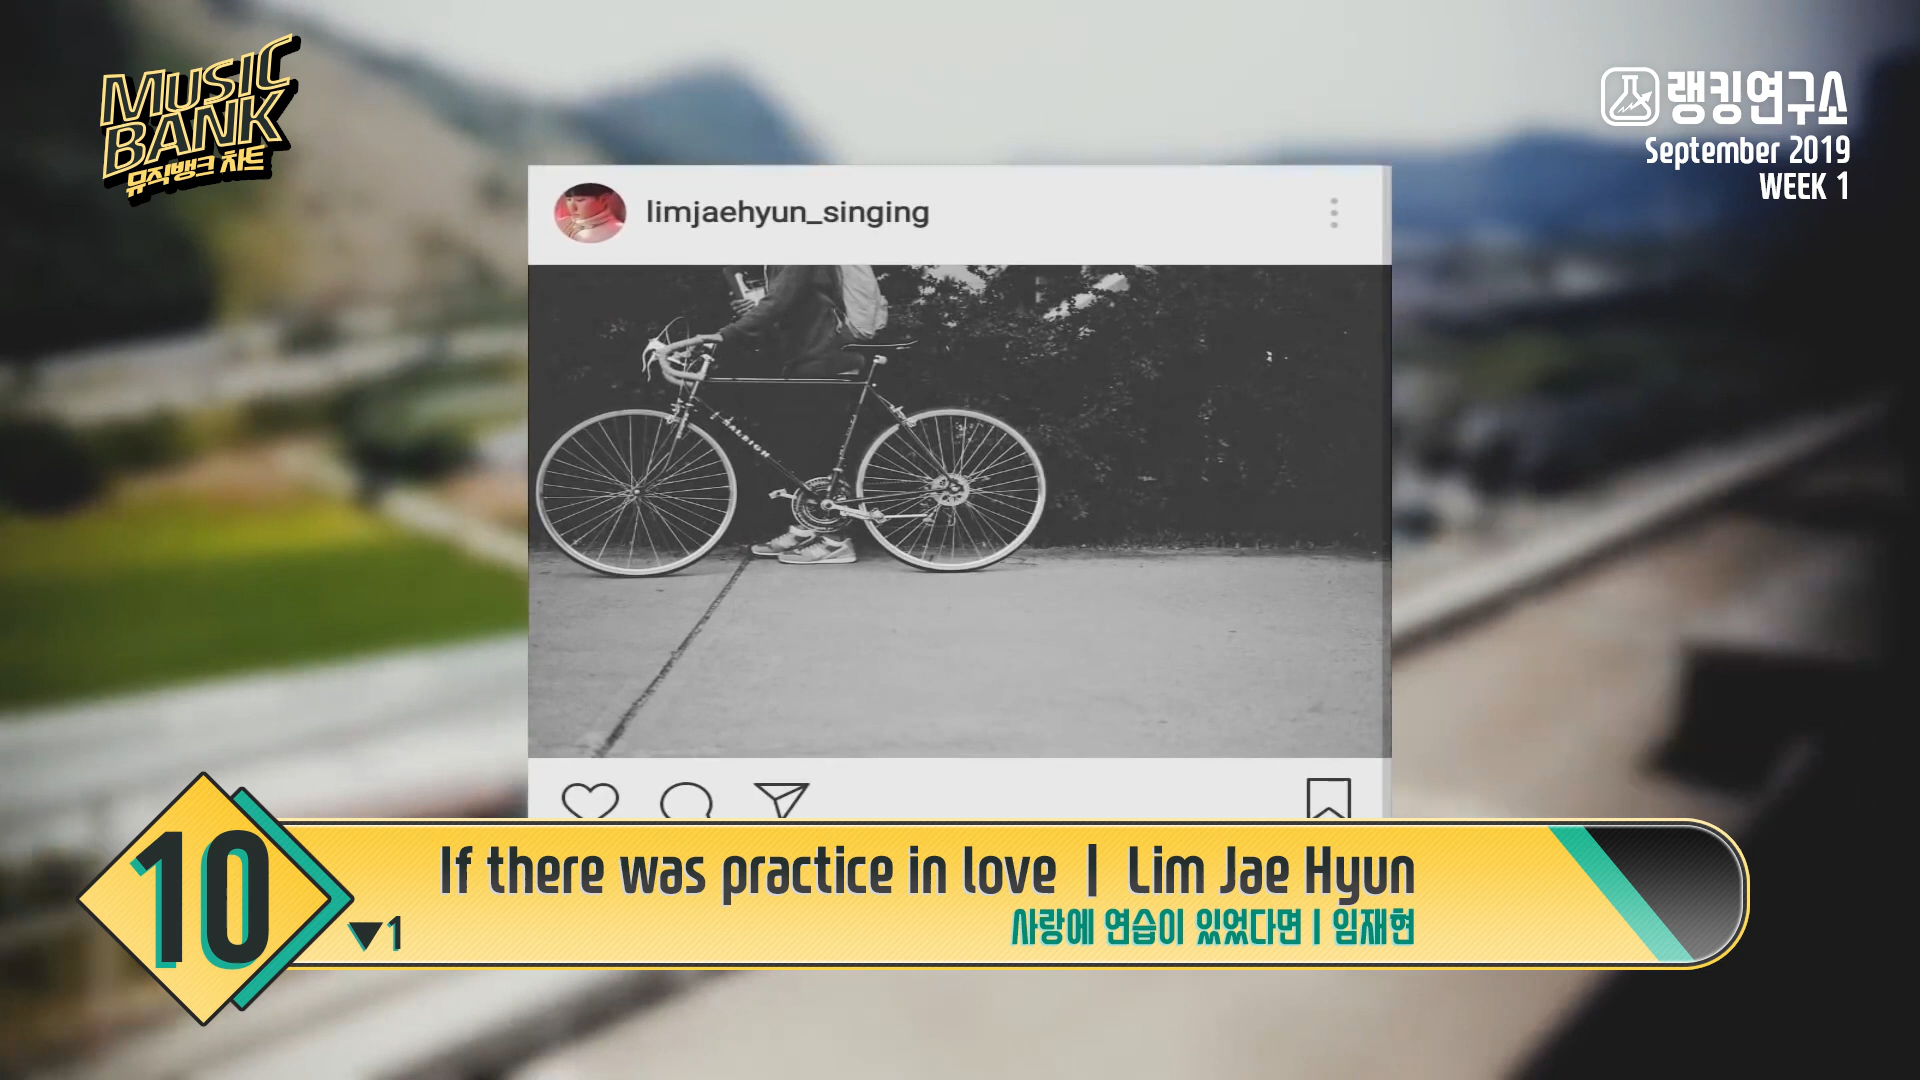 MUSIC
BANK
뮤직뱅크 차트
랭킹연구소
September 2019
WEEK 1
limjaehyun_singing
RALEIGH
10
▼1
If there was practice in love | Lim Jae Hyun
사랑에 연습이 있었다면 | 임재현